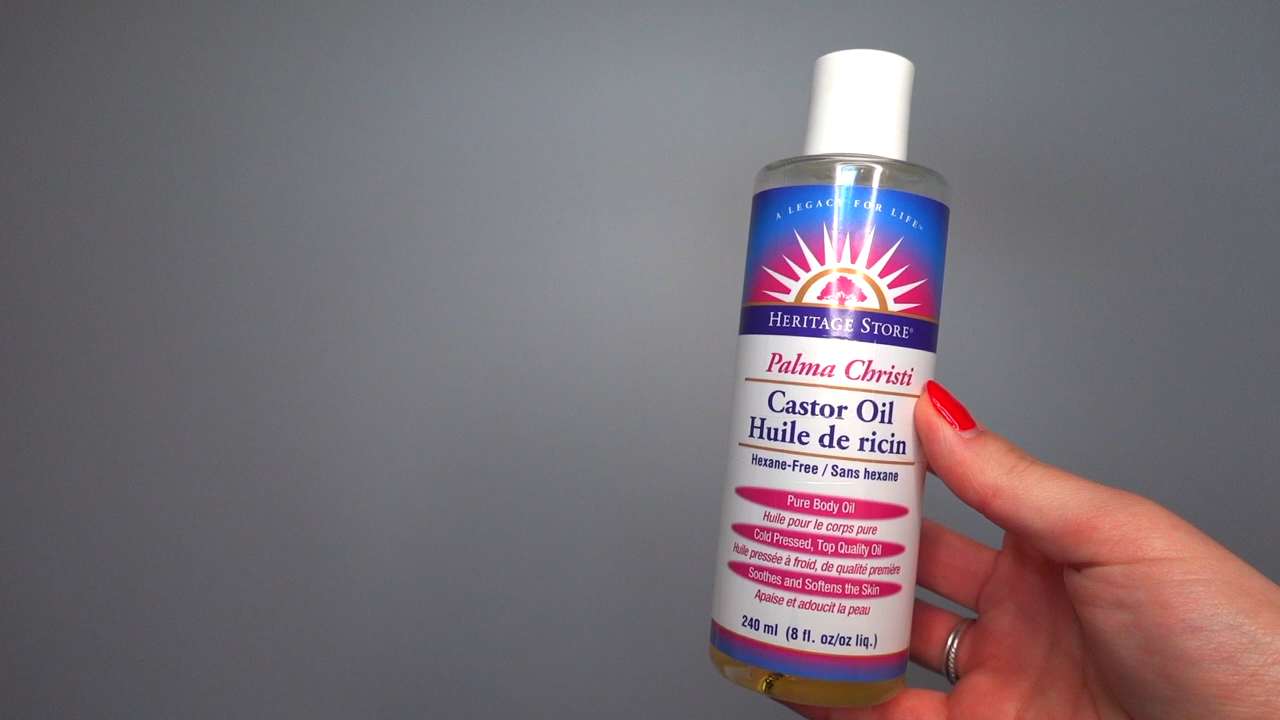 A LEGACY FOR LIFE™
HERITAGE STORE®
Palma Christi
Castor Oil
Huile de ricin
Hexane-Free / Sans hexane
Pure Body Oil
Huile pour le corps pure
Cold Pressed, Top Quality Oil
Huile pressée à froid, de qualité première
Soothes and Softens the Skin
Apaise et adoucit la peau
240 ml (8 fl. oz/oz liq.)